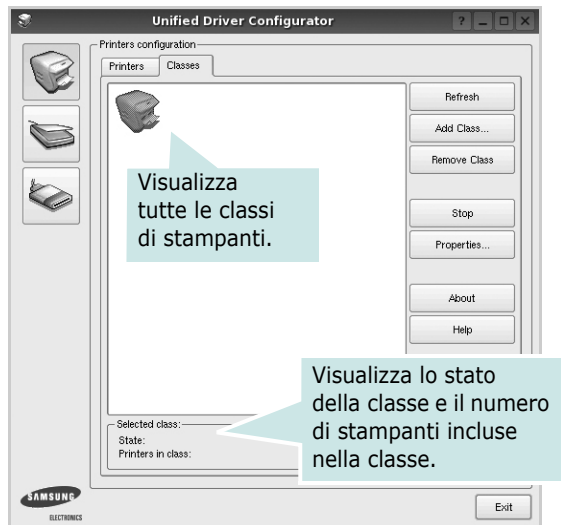 Unified Driver Configurator
Printers configuration
Printers Classes
Refresh
Add Class...
Remove Class
Visualizza
tutte le classi
di stampanti.
Stop
Properties...
About
Help
Visualizza lo stato
della classe e il numero
di stampanti incluse
nella classe.
Selected class:
State:
Printers in class:
SAMSUNG
ELECTRONICS
Exit